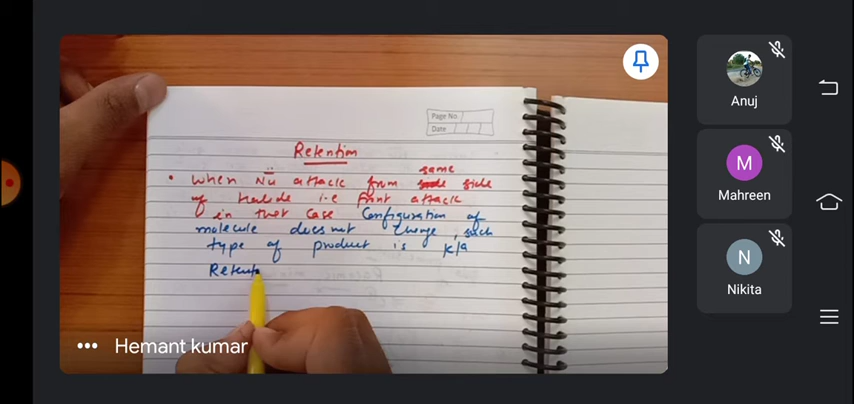 Page No.
Date
Retention
• When Nu attack from same side
of halide i.e front attack
in that case Configuration of
molecule does not change, such
type of product is k/a
Retent
Hemant kumar
Anuj
M
Mahreen
N
Nikita